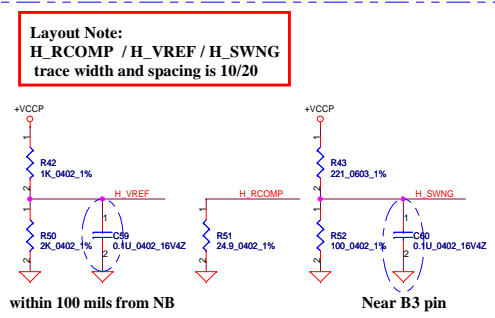 Layout Note:
H_RCOMP / H_VREF / H_SWNG
trace width and spacing is 10/20
+VCCP
+VCCP
1
R42
1K_0402_1%
2
1
R43
221_0603_1%
2
H_VREF
H_RCOMP
H_SWNG
1
R50
2K_0402_1%
2
1
C59
0.1U_0402_16V4Z
2
1
R51
24.9_0402_1%
2
1
R52
100_0402_1%
2
1
C60
0.1U_0402_16V4Z
2
within 100 mils from NB
Near B3 pin